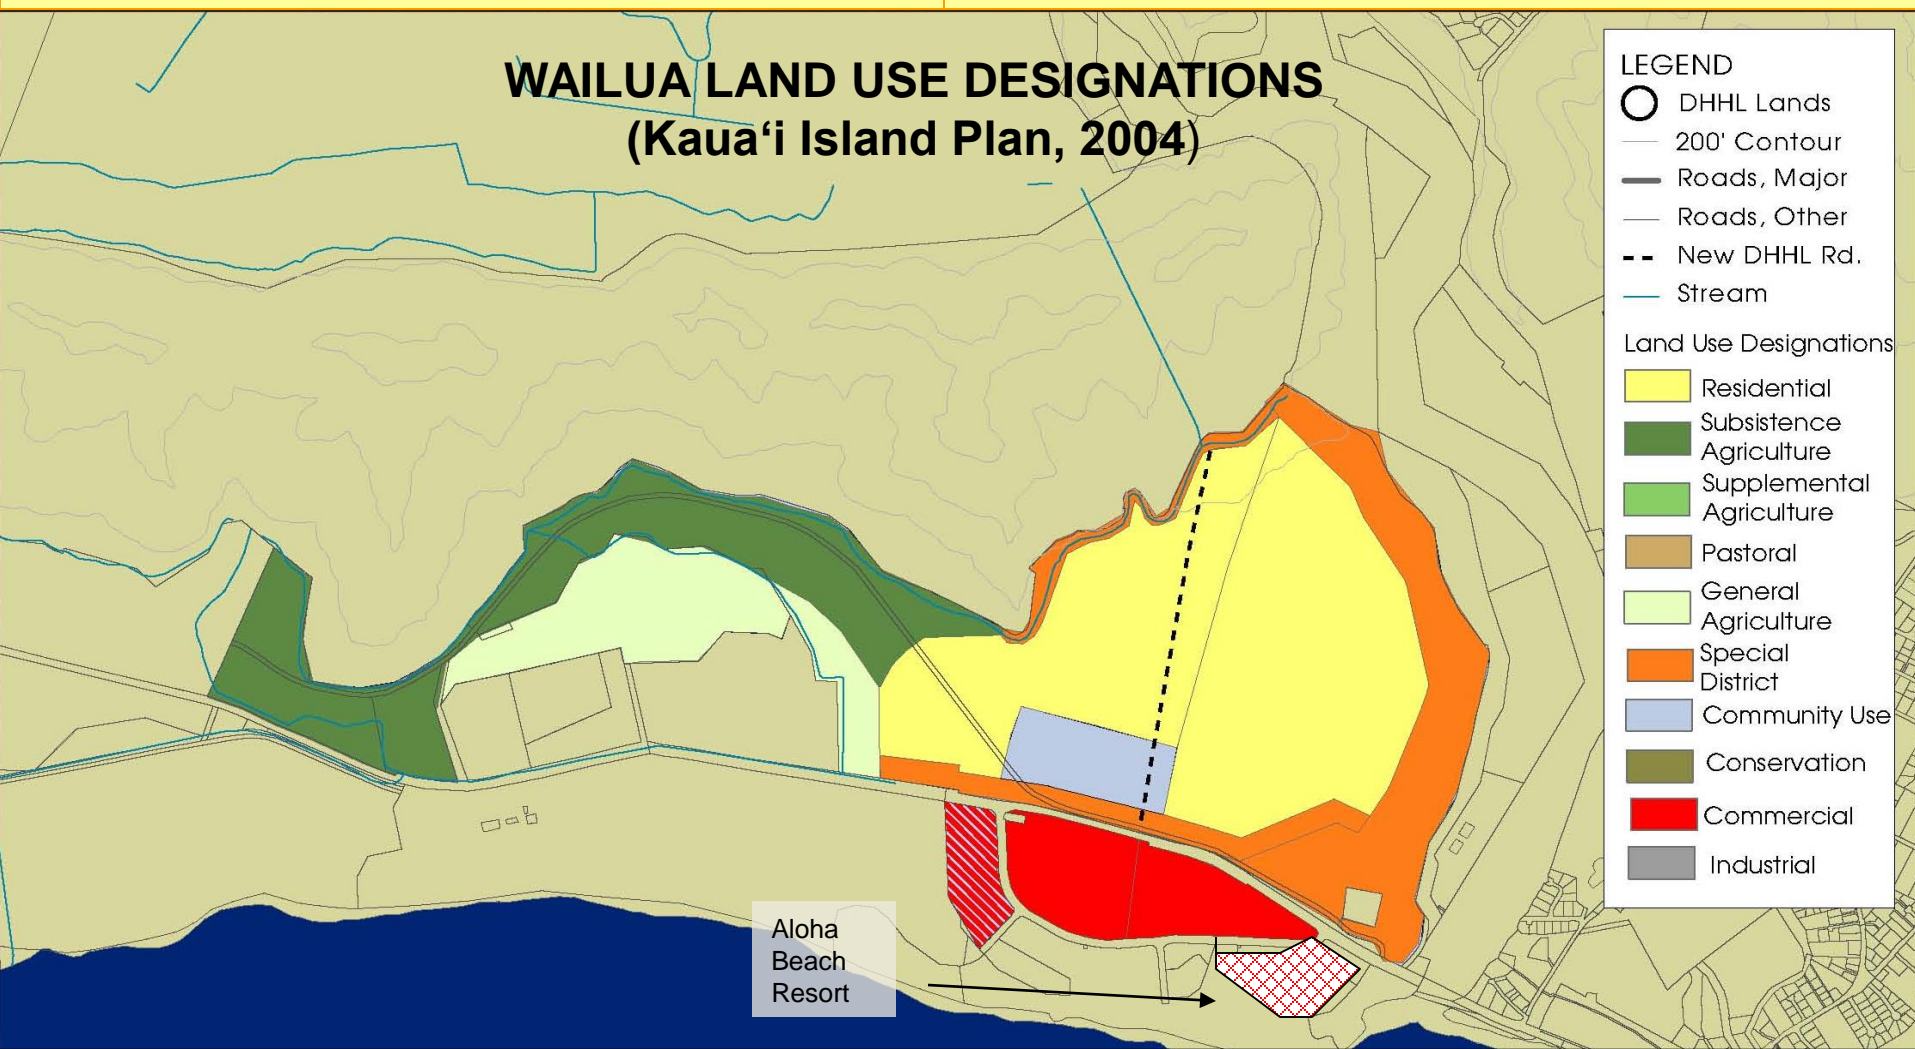 WAILUA LAND USE DESIGNATIONS
(Kaua‘i Island Plan, 2004)
LEGEND
DHHL Lands
200' Contour
Roads, Major
Roads, Other
New DHHL Rd.
Stream
Land Use Designations
Residential
Subsistence
Agriculture
Supplemental
Agriculture
Pastoral
General
Agriculture
Special
District
Community Use
Conservation
Commercial
Industrial
Aloha
Beach
Resort